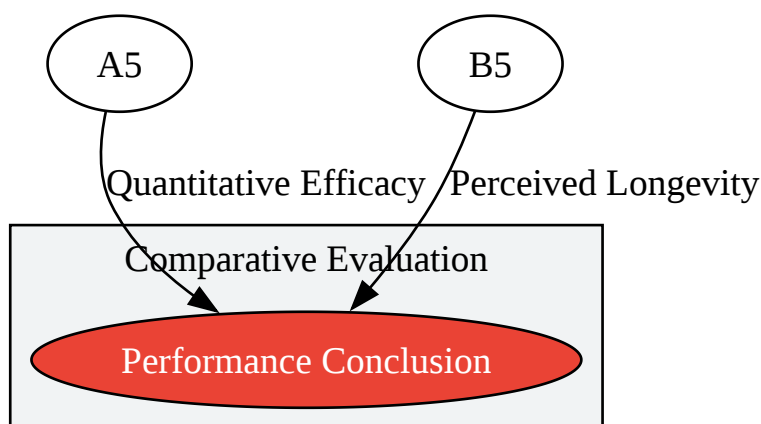 A5
B5
Quantitative Efficacy
Perceived Longevity
Comparative Evaluation
Performance Conclusion